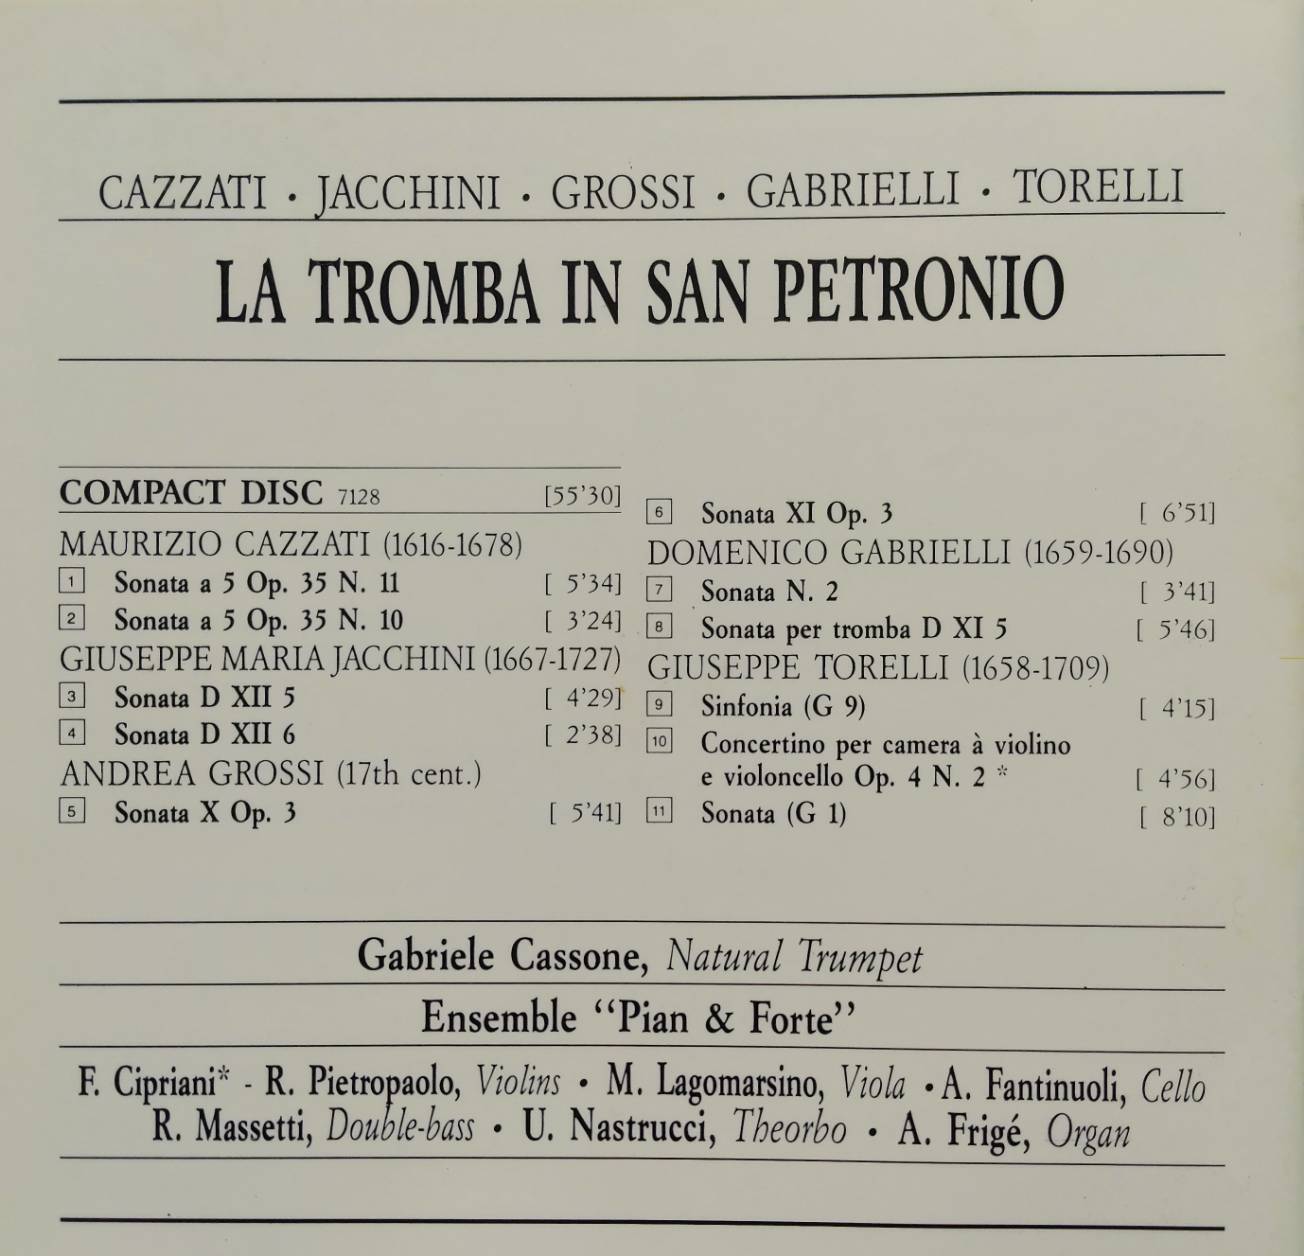 CAZZATI • JACCHINI • GROSSI • GABRIELLI • TORELLI
LA TROMBA IN SAN PETRONIO
COMPACT DISC 7128 [55’30]
MAURIZIO CAZZATI (1616-1678)
1 Sonata a 5 Op. 35 N. 11 [ 5’34]
2 Sonata a 5 Op. 35 N. 10 [ 3’24]
GIUSEPPE MARIA JACCHINI (1667-1727)
3 Sonata D XII 5 [ 4’29]
4 Sonata D XII 6 [ 2’38]
ANDREA GROSSI (17th cent.)
5 Sonata X Op. 3 [ 5’41]
6 Sonata XI Op. 3 [ 6’51]
DOMENICO GABRIELLI (1659-1690)
7 Sonata N. 2 [ 3’41]
8 Sonata per tromba D XI 5 [ 5’46]
GIUSEPPE TORELLI (1658-1709)
9 Sinfonia (G 9) [ 4’15]
10 Concertino per camera à violino
e violoncello Op. 4 N. 2 * [ 4’56]
11 Sonata (G 1) [ 8’10]
Gabriele Cassone, Natural Trumpet
Ensemble “Pian & Forte”
F. Cipriani* - R. Pietropaolo, Violins • M. Lagomarsino, Viola • A. Fantinuoli, Cello
R. Massetti, Double-bass • U. Nastrucci, Theorbo • A. Frigé, Organ